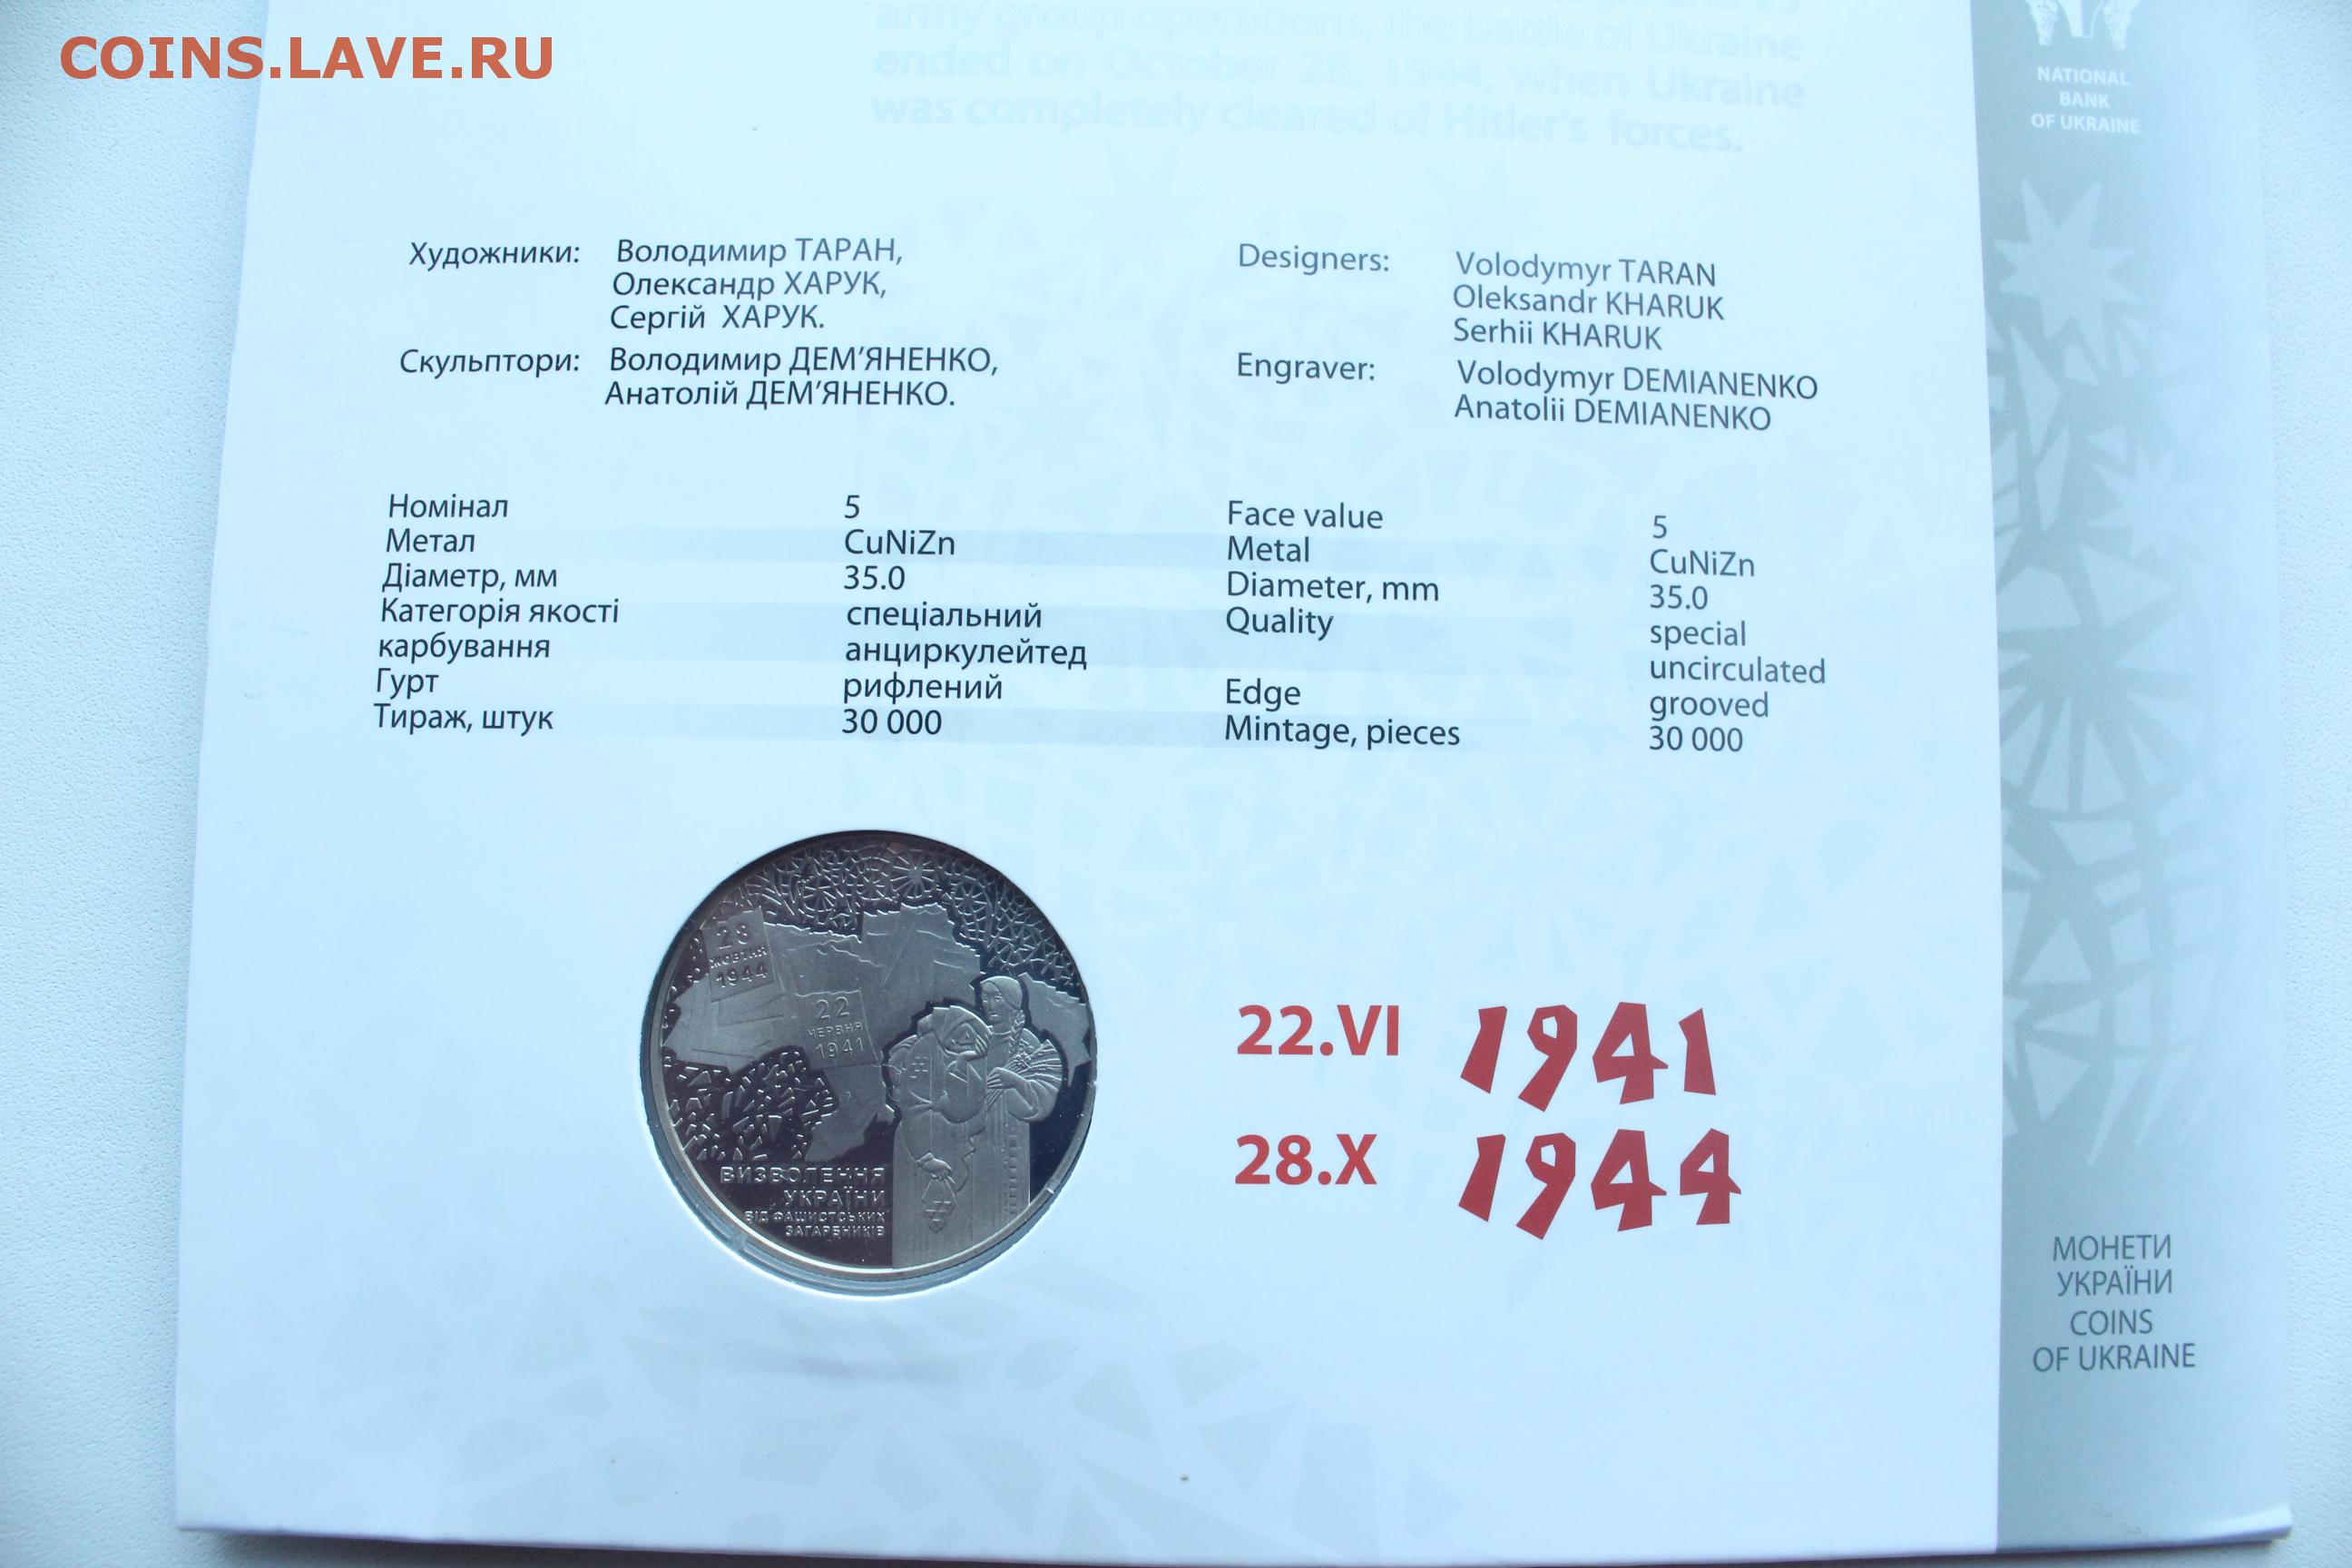 COINS.LAVE.RU
army group operations, the battle of Ukraine
ended on October 28, 1944, when Ukraine
was completely cleared of Hitler's forces.
NATIONAL
BANK
OF UKRAINE
Художники: Володимир ТАРАН,
Олександр ХАРУК,
Сергій ХАРУК.
Скульптори: Володимир ДЕМ’ЯНЕНКО,
Анатолій ДЕМ’ЯНЕНКО.
Designers: Volodymyr TARAN
Oleksandr KHARUK
Serhii KHARUK
Engraver: Volodymyr DEMIANENKO
Anatolii DEMIANENKO
Номінал 5
Метал CuNiZn
Діаметр, мм 35.0
Категорія якості спеціальний
карбування анциркулейтед
Гурт рифлений
Тираж, штук 30 000
Face value 5
Metal CuNiZn
Diameter, mm 35.0
Quality special
uncirculated
Edge grooved
Mintage, pieces 30 000
28
ЖОВТНЯ
1944
22
ЧЕРВНЯ
1941
ВИЗВОЛЕННЯ
УКРАЇНИ
ВІД ФАШИСТСЬКИХ
ЗАГАРБНИКІВ
22.VI 1941
28.X 1944
МОНЕТИ
УКРАЇНИ
COINS
OF UKRAINE